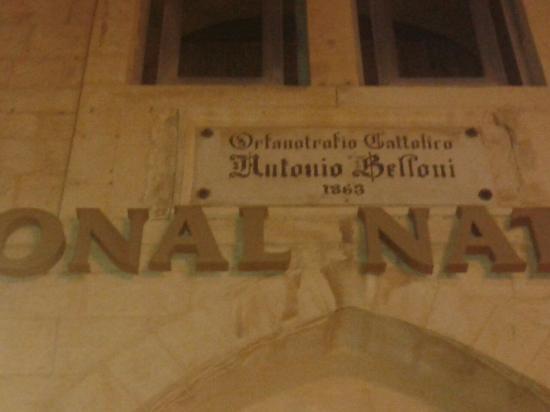 Orfanotrofio Cattolico
Antonio Belloni
1863
ONAL NAT